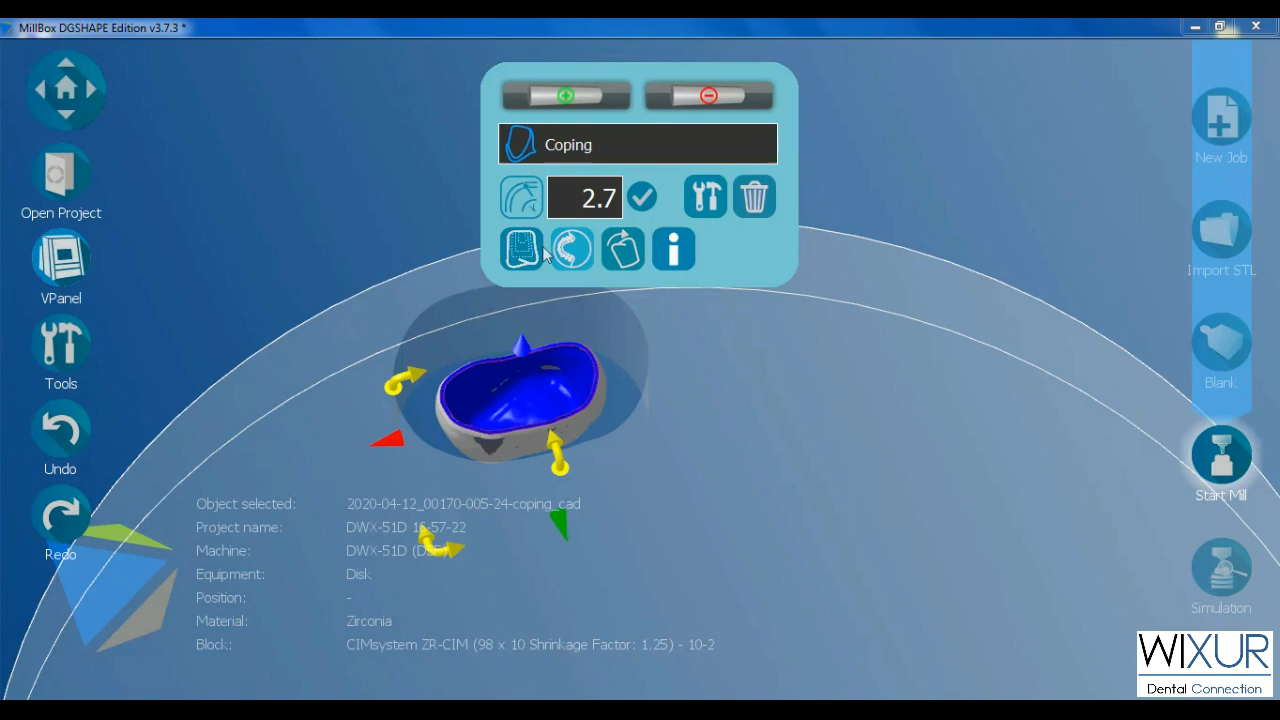 MillBox DGSHAPE Edition v3.7.3 *
Coping
2.7
Open Project
VPanel
Tools
Undo
Redo
New Job
Import STL
Blank
Start Mill
Simulation
Object selected: 2020-04-12_00170-005-24-coping_cad
Project name: DWX-51D 15-57-22
Machine: DWX-51D
Equipment: Disk
Position: -
Material: Zirconia
Block: CIMsystem ZR-CIM (98 x 10 Shrinkage Factor: 1.25) - 10-2
WIXUR
Dental Connection